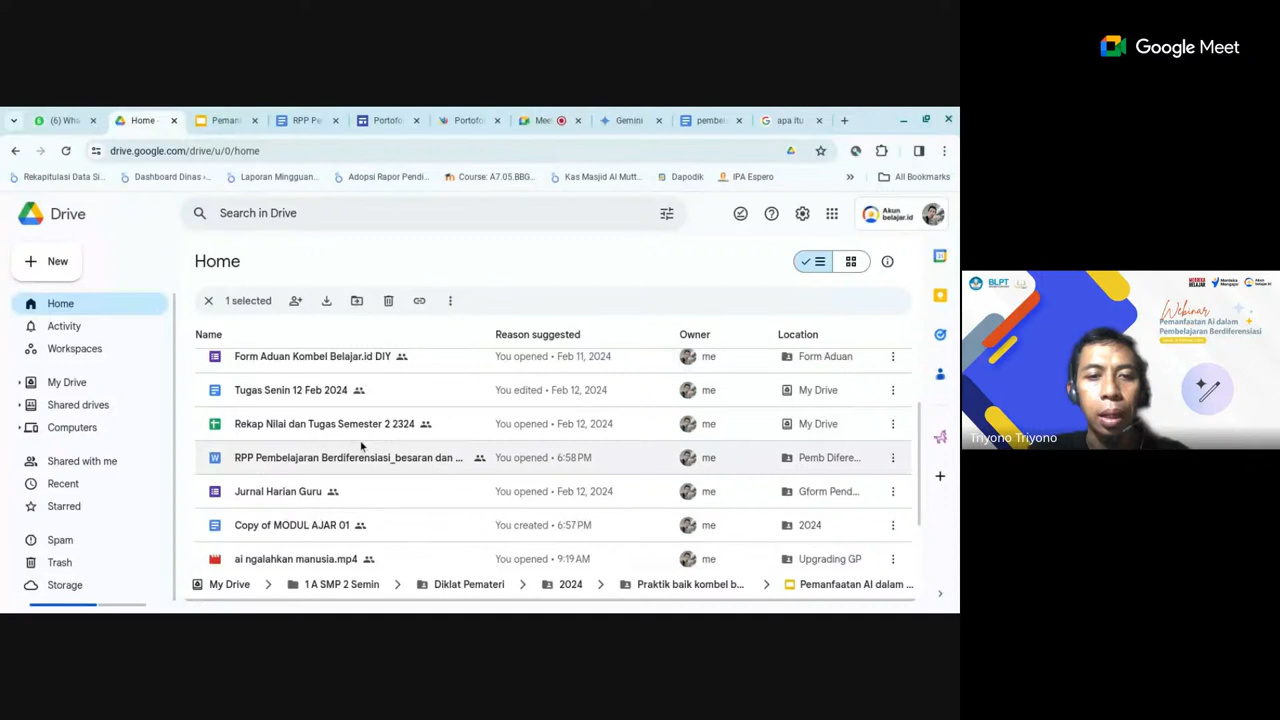 Google Meet
(6) Wha
Home -
Pemani
RPP Pe
Portofo
Portofo
Mee
Gemini
pembel
apa itu
drive.google.com/drive/u/0/home
Rekapitulasi Data Si...
Dashboard Dinas ‹...
Laporan Mingguan...
Adopsi Rapor Pendi...
Course: A7.05.BBG...
Kas Masjid Al Mutt...
Dapodik
IPA Espero
All Bookmarks
Drive
Search in Drive
Akun belajar.id
New
Home
Home
1 selected
Activity
Workspaces
My Drive
Shared drives
Computers
Shared with me
Recent
Starred
Spam
Trash
Storage
Name Reason suggested Owner Location
Form Aduan Kombel Belajar.id DIY You opened • Feb 11, 2024 me Form Aduan
Tugas Senin 12 Feb 2024 You edited • Feb 12, 2024 me My Drive
Rekap Nilai dan Tugas Semester 2 2324 You opened • Feb 12, 2024 me My Drive
RPP Pembelajaran Berdiferensiasi_besaran dan ... You opened • 6:58 PM me Pemb Difere...
Jurnal Harian Guru You opened • Feb 12, 2024 me Gform Pend...
Copy of MODUL AJAR 01 You created • 6:57 PM me 2024
ai ngalahkan manusia.mp4 You opened • 9:19 AM me Upgrading GP
My Drive 1 A SMP 2 Semin Diklat Pemateri 2024 Praktik baik kombel b... Pemanfaatan AI dalam ...
BLPT
Webinar
Pemanfaatan Ai dalam
Pembelajaran Berdiferensiasi
Triyono Triyono